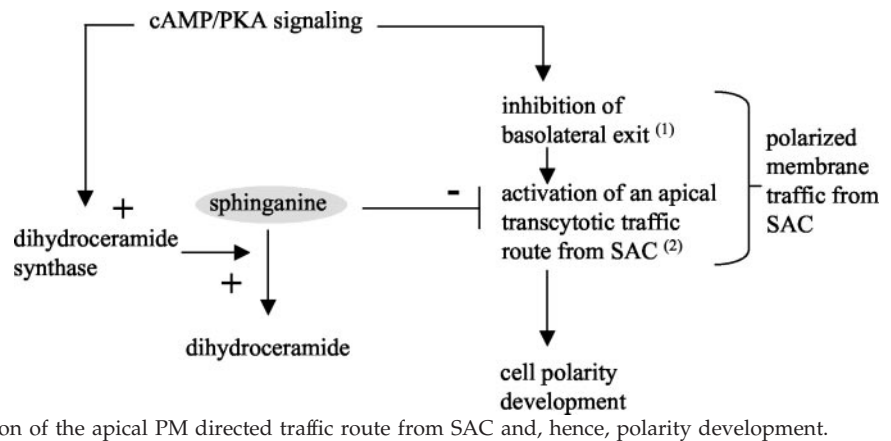 cAMP/PKA signaling
inhibition of
basolateral exit (1)
polarized
membrane
traffic from
SAC
-
activation of an apical
transcytotic traffic
route from SAC (2)
sphinganine
+
dihydroceramide
synthase
+
dihydroceramide
cell polarity
development
on of the apical PM directed traffic route from SAC and, hence, polarity development.